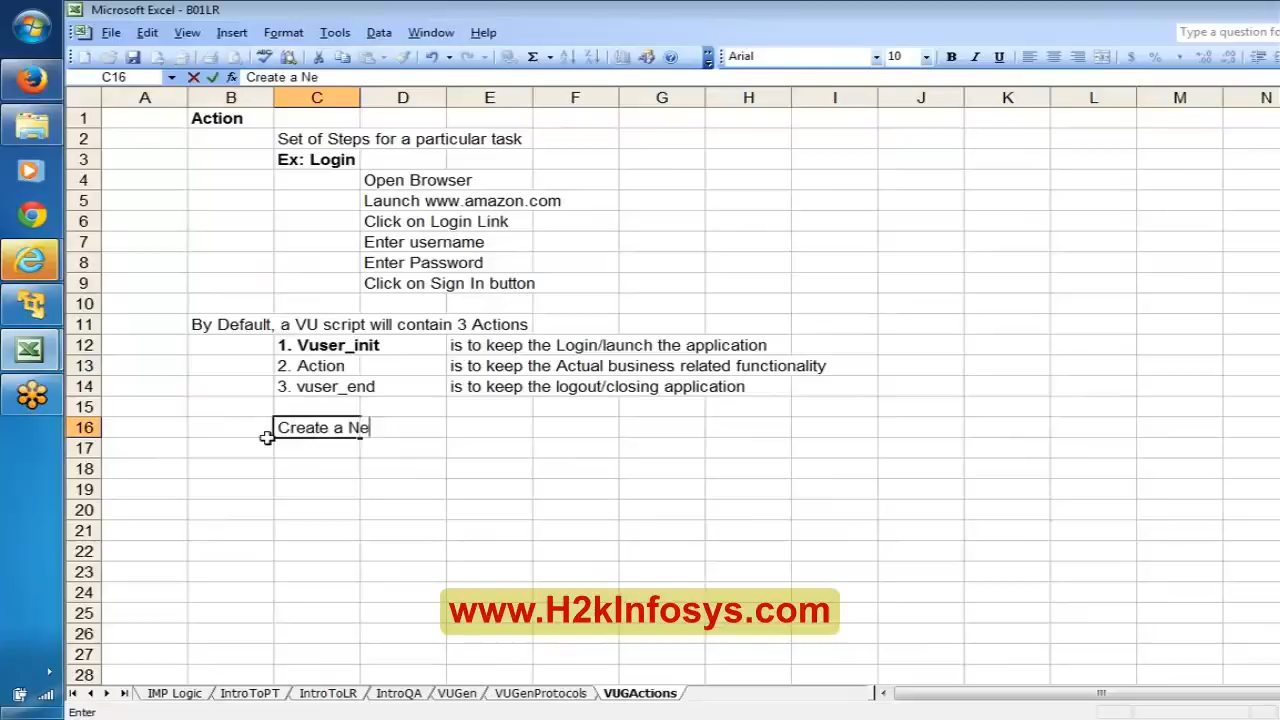 Microsoft Excel - B01LR
File Edit View Insert Format Tools Data Window Help
Type a question fo
Arial 10 B I U $ %
C16 fx Create a Ne
A B C D E F G H I J K L M N
1 Action
2 Set of Steps for a particular task
3 Ex: Login
4 Open Browser
5 Launch www.amazon.com
6 Click on Login Link
7 Enter username
8 Enter Password
9 Click on Sign In button
10
11 By Default, a VU script will contain 3 Actions
12 1. Vuser_init is to keep the Login/launch the application
13 2. Action is to keep the Actual business related functionality
14 3. vuser_end is to keep the logout/closing application
15
16 Create a Ne
17
18
19
20
21
22
23
24
25 www.H2kInfosys.com
26
27
28
IMP Logic IntroToPT IntroToLR IntroQA VUGen VUGenProtocols VUGActions
Enter